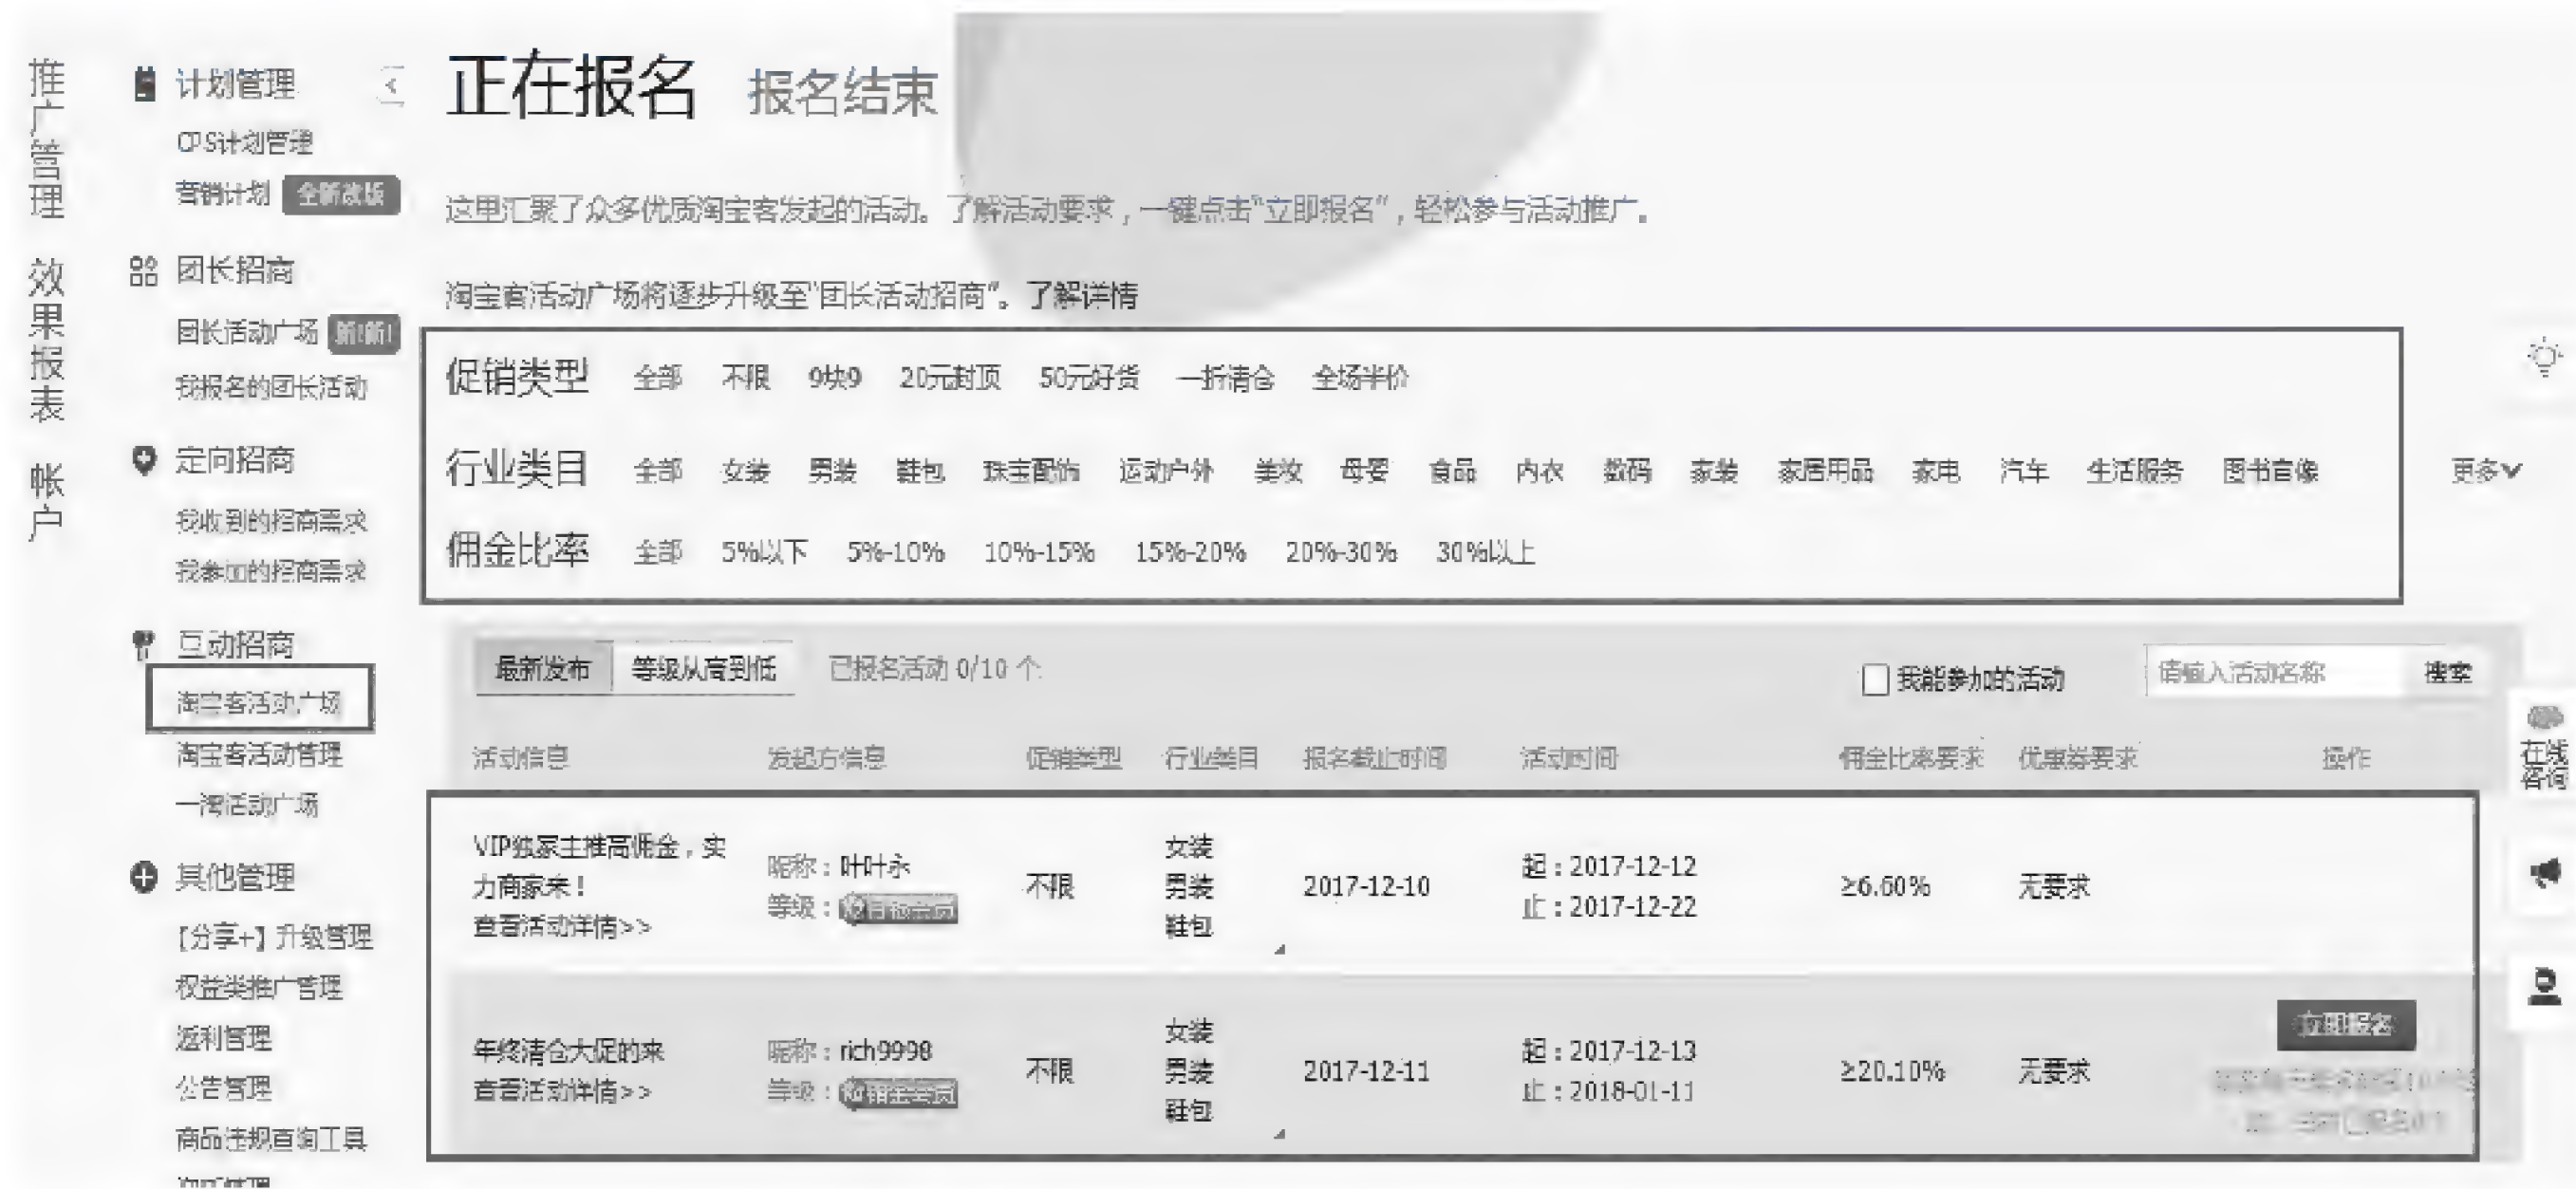 推广管理
效果报表
帐户
计划管理
CPS计划管理
营销计划 全新改版
团长招商
团长活动广场 新!新!
我报名的团长活动
定向招商
我收到的招商需求
我参加的招商需求
互动招商
淘宝客活动广场
淘宝客活动管理
一淘活动广场
其他管理
【分享+】升级管理
权益类推广管理
返利管理
公告管理
商品违规查询工具
正在报名 报名结束
这里汇聚了众多优质淘宝客发起的活动。了解活动要求，一键点击“立即报名”，轻松参与活动推广。
淘宝客活动广场将逐步升级至“团长活动招商”。了解详情
促销类型 全部 不限 9块9 20元封顶 50元好货 一折清仓 全场半价
行业类目 全部 女装 男装 鞋包 珠宝配饰 运动户外 美妆 母婴 食品 内衣 数码 家装 家居用品 家电 汽车 生活服务 图书音像 更多
佣金比率 全部 5%以下 5%-10% 10%-15% 15%-20% 20%-30% 30%以上
最新发布 等级从高到低 已报名活动 0/10 个 我能参加的活动 请输入活动名称 搜索
活动信息 发起方信息 促销类型 行业类目 报名截止时间 活动时间 佣金比率要求 优惠券要求 操作
VIP独家主推高佣金，实
力商家来！
查看活动详情>>
昵称：叶叶永
等级：
不限
女装
男装
鞋包
2017-12-10
起：2017-12-12
止：2017-12-22
≥6.60%
无要求
年终清仓大促的来
查看活动详情>>
昵称：rich9998
等级：
不限
女装
男装
鞋包
2017-12-11
起：2017-12-13
止：2018-01-11
≥20.10%
无要求
立即报名
在线
咨询